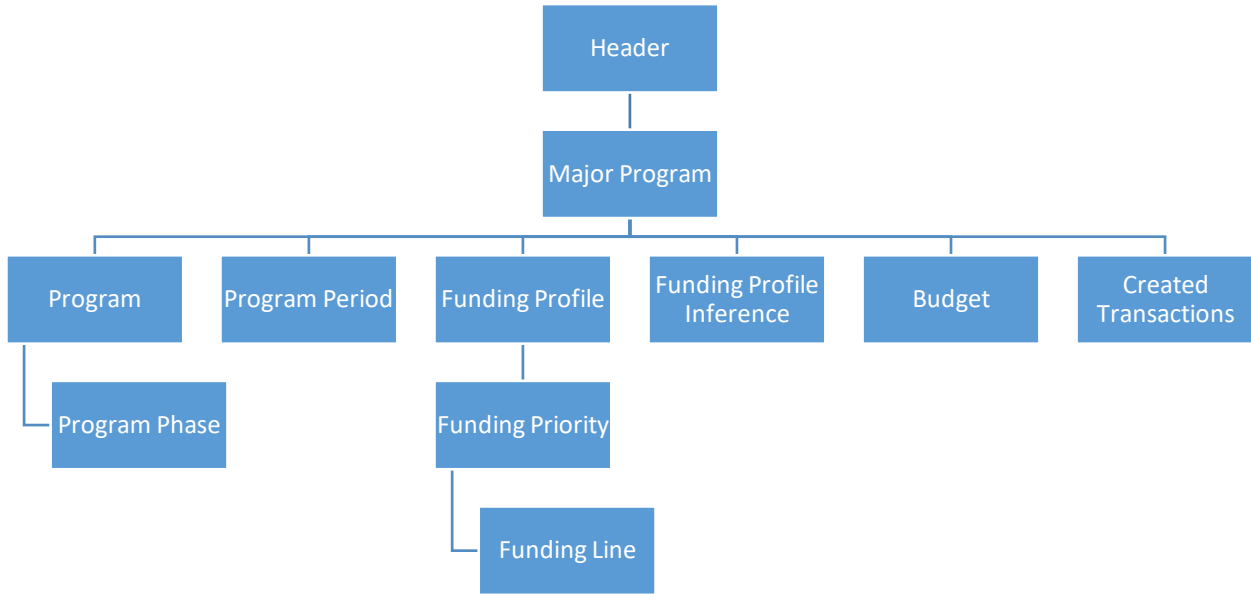 Header
Major Program
Program
Program Period
Funding Profile
Funding Profile
Inference
Budget
Created
Transactions
Program Phase
Funding Priority
Funding Line